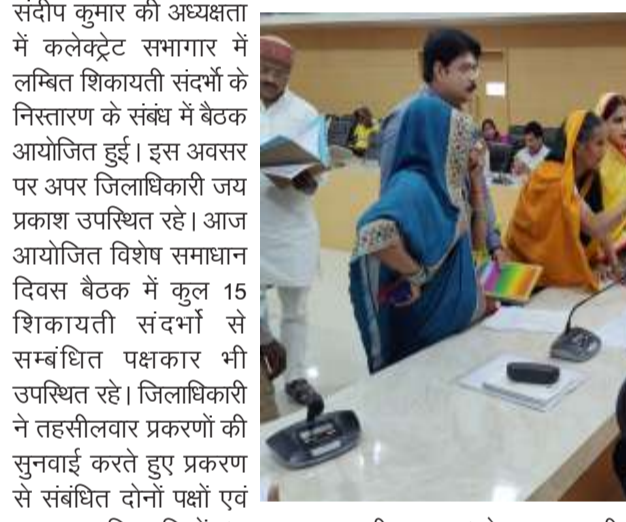 संदीप कुमार की अध्यक्षता
में कलेक्ट्रेट सभागार में
लम्बित शिकायती संदर्भो के
निस्तारण के संबंध में बैठक
आयोजित हुई। इस अवसर
पर अपर जिलाधिकारी जय
प्रकाश उपस्थित रहे। आज
आयोजित विशेष समाधान
दिवस बैठक में कुल 15
शिकायती संदर्भो से
सम्बंधित पक्षकार भी
उपस्थित रहे। जिलाधिकारी
ने तहसीलवार प्रकरणों की
सुनवाई करते हुए प्रकरण
से संबंधित दोनों पक्षों एवं